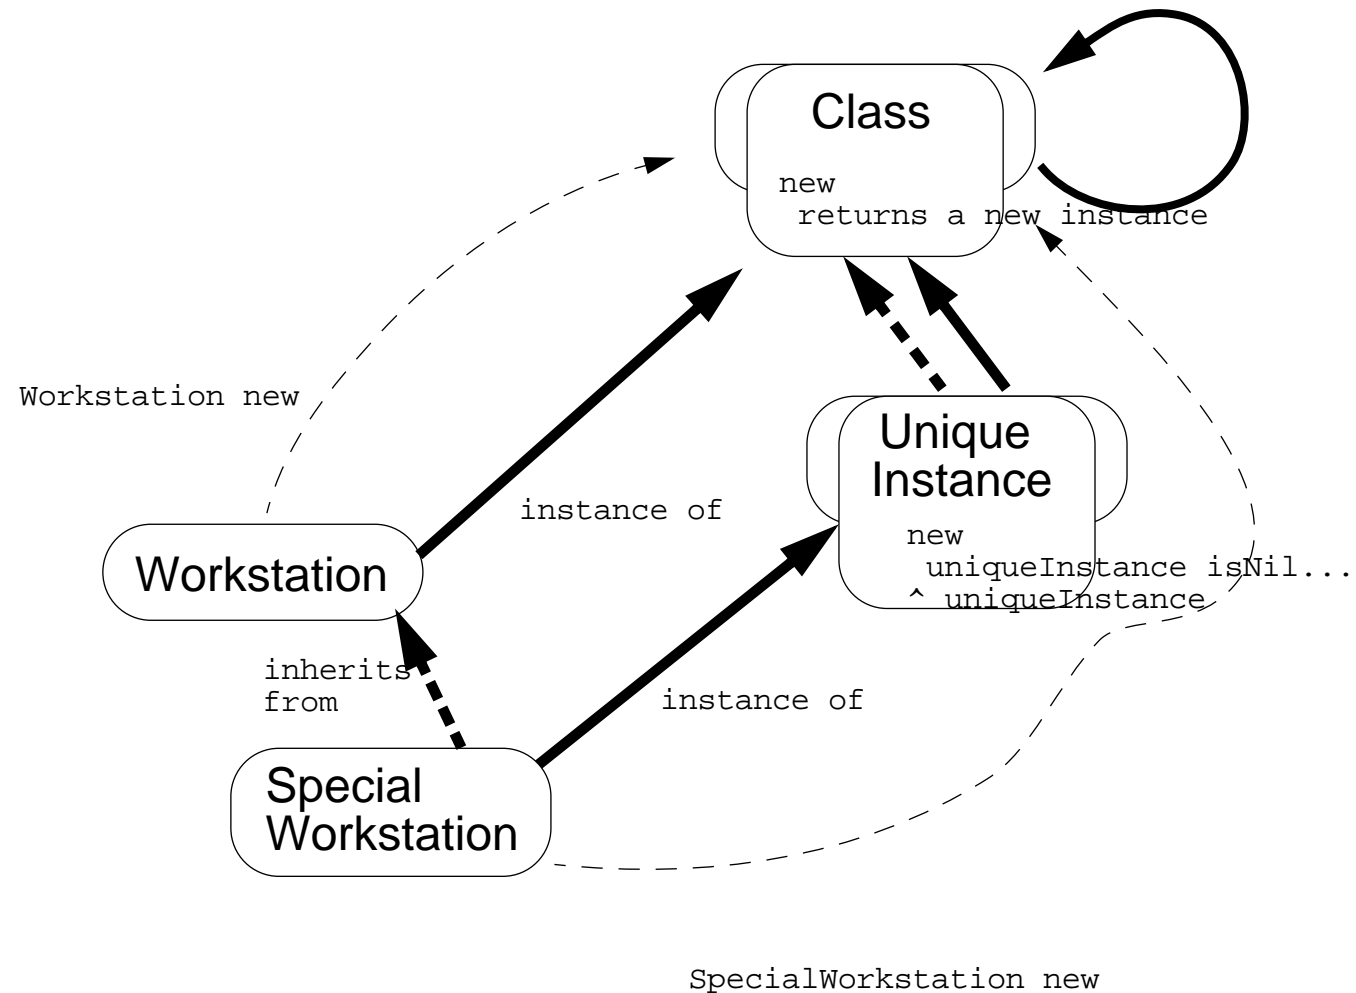 Class
new
returns a new instance
Workstation new
Unique
Instance
instance of
new
uniqueInstance isNil...
^ uniqueInstance
Workstation
inherits
from
instance of
Special
Workstation
SpecialWorkstation new